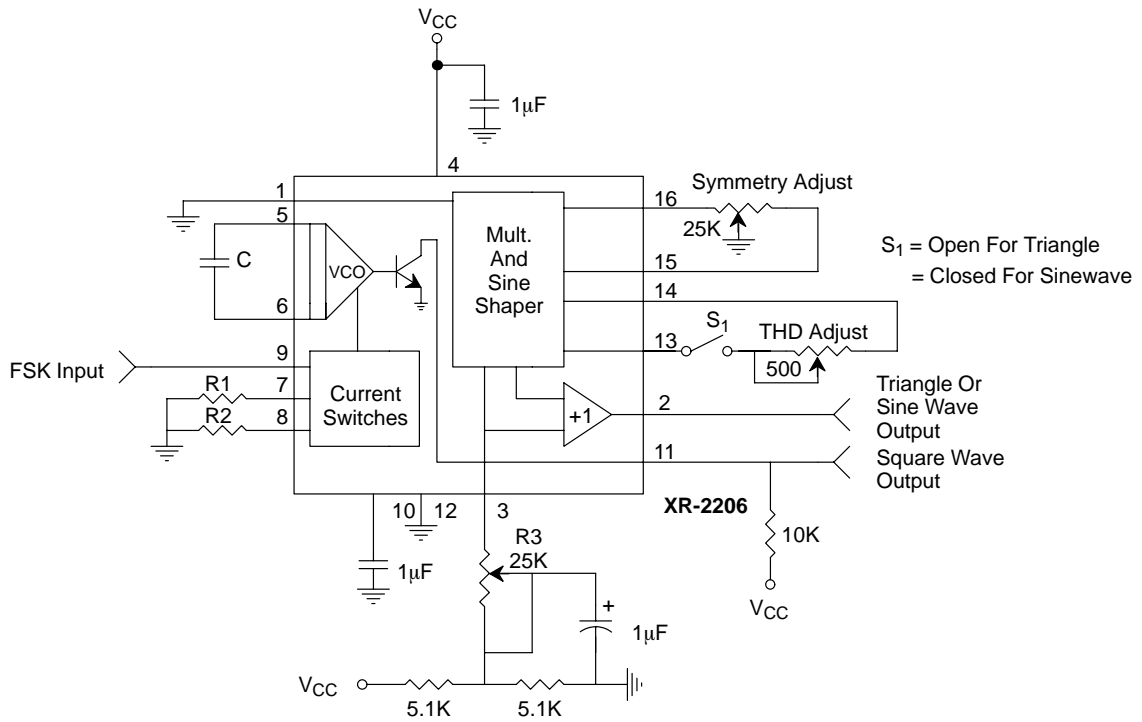 VCC
1µF
4
1
16
Symmetry Adjust
5
25K
Mult.
And
Sine
Shaper
S1 = Open For Triangle
= Closed For Sinewave
C
VCO
15
14
6
S1
THD Adjust
13
9
500
FSK Input
R1
7
Current
Switches
Triangle Or
Sine Wave
Output
R2
8
+1
2
11
Square Wave
Output
XR-2206
10
12
3
R3
25K
10K
1µF
+
VCC
1µF
VCC
5.1K
5.1K